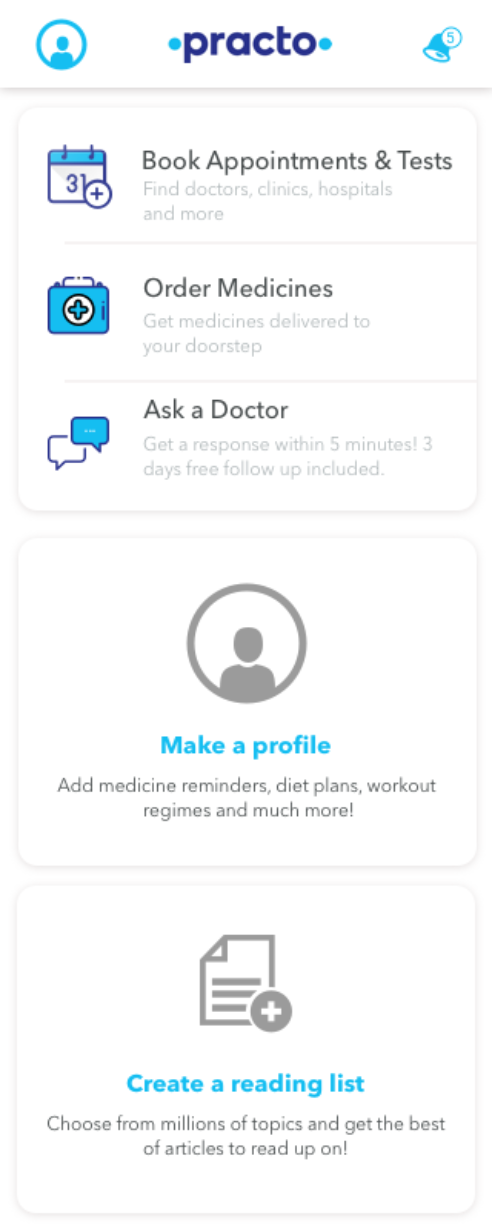 •practo•
5
31
Book Appointments & Tests
Find doctors, clinics, hospitals
and more
Order Medicines
Get medicines delivered to
your doorstep
Ask a Doctor
Get a response within 5 minutes! 3
days free follow up included.
Make a profile
Add medicine reminders, diet plans, workout
regimes and much more!
Create a reading list
Choose from millions of topics and get the best
of articles to read up on!